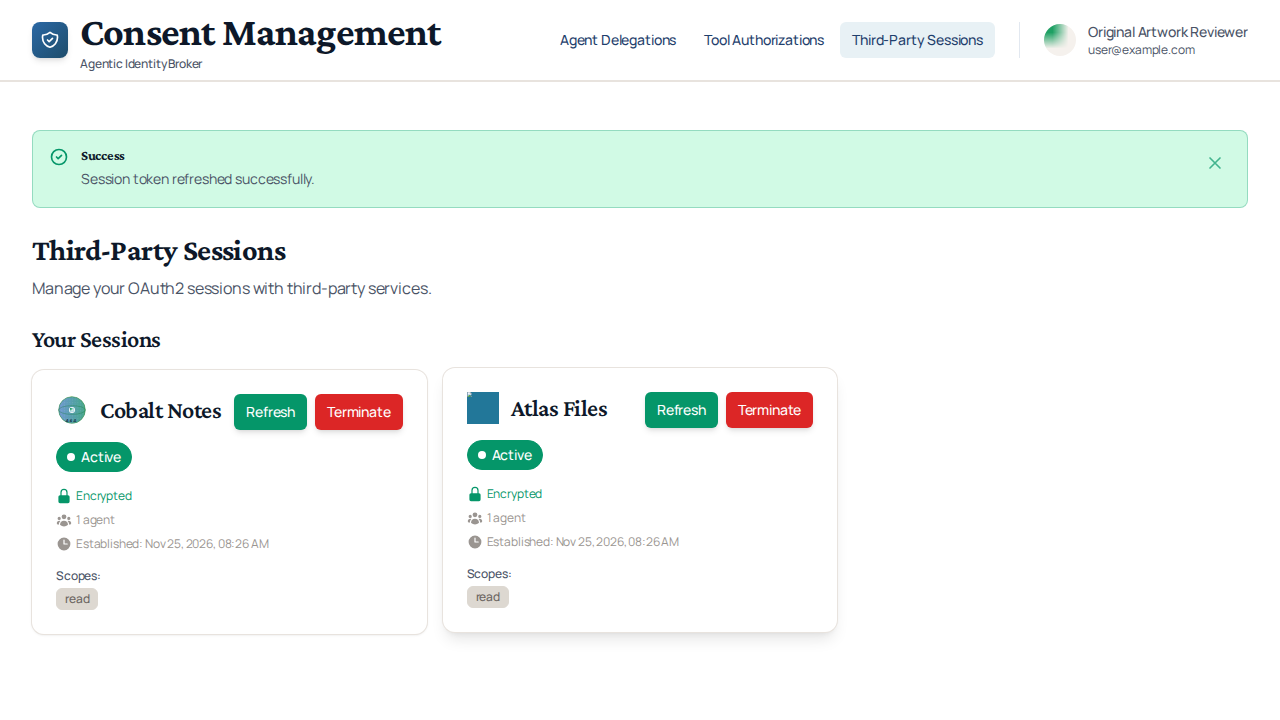 Consent Management
Agentic IdentityBroker
Agent Delegations
Tool Authorizations
Third-Party Sessions
Original Artwork Reviewer
user@example.com
Success
Session token refreshed successfully.
Third-Party Sessions
Manage your OAuth2 sessions with third-party services.
Your Sessions
Cobalt Notes
Refresh
Terminate
Active
Encrypted
1 agent
Established: Nov 25, 2026, 08:26 AM
Scopes:
read
Atlas Files
Refresh
Terminate
Active
Encrypted
1 agent
Established: Nov 25, 2026, 08:26 AM
Scopes:
read